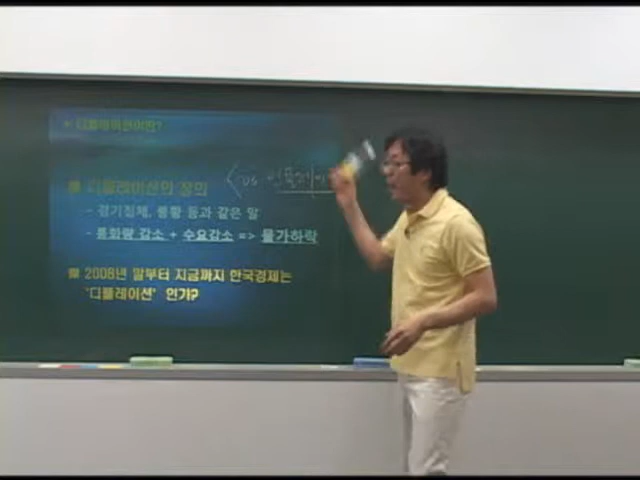 * 디플레이션이란?
■ 디플레이션의 정의
vs 인플레이
- 경기침체, 불황 등과 같은 말
- 통화량 감소 + 수요감소 => 물가하락
■ 2008년 말부터 지금까지 한국경제는
'디플레이션' 인가?